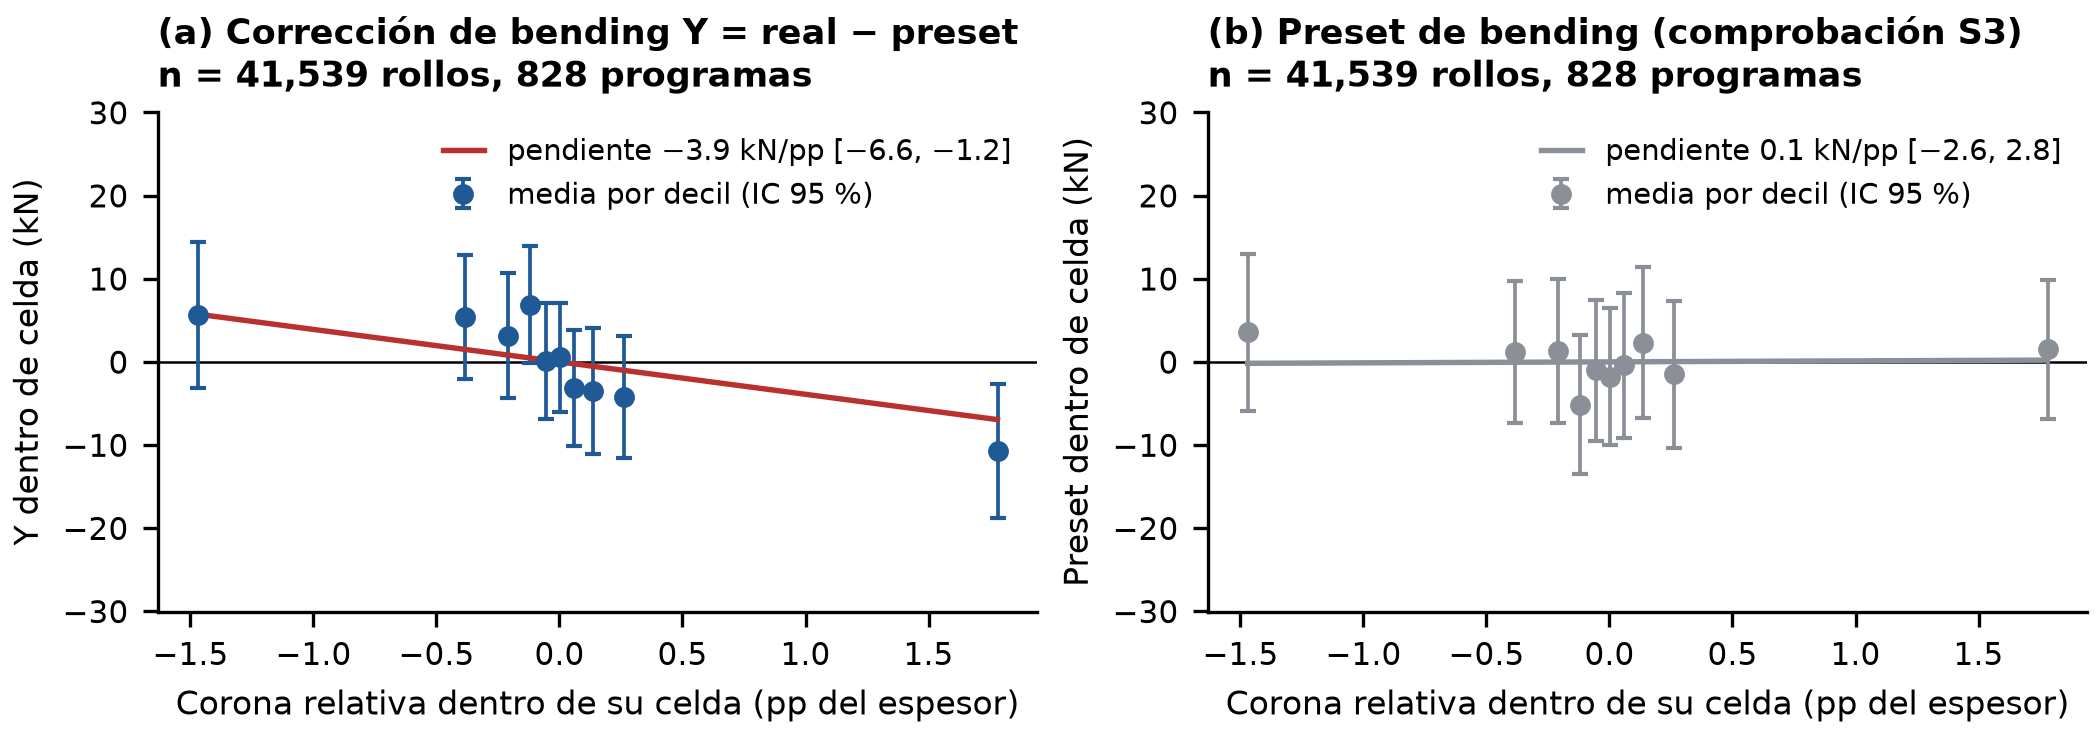 (a) Corrección de bending Y = real − preset
n = 41,539 rollos, 828 programas
pendiente −3.9 kN/pp [−6.6, −1.2]
media por decil (IC 95 %)
Y dentro de celda (kN)
30
20
10
0
−10
−20
−30
−1.5
−1.0
−0.5
0.0
0.5
1.0
1.5
Corona relativa dentro de su celda (pp del espesor)
(b) Preset de bending (comprobación S3)
n = 41,539 rollos, 828 programas
pendiente 0.1 kN/pp [−2.6, 2.8]
media por decil (IC 95 %)
Preset dentro de celda (kN)
30
20
10
0
−10
−20
−30
−1.5
−1.0
−0.5
0.0
0.5
1.0
1.5
Corona relativa dentro de su celda (pp del espesor)